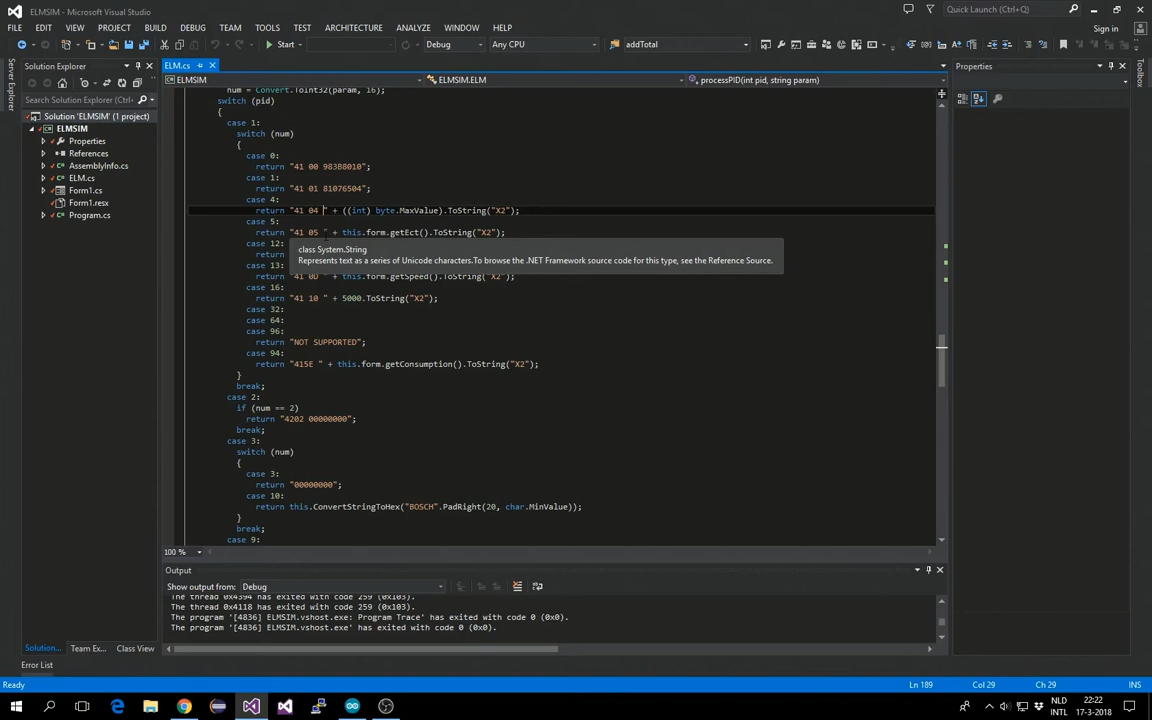 ELMSIM - Microsoft Visual Studio
Quick Launch (Ctrl+Q)
FILE EDIT VIEW PROJECT BUILD DEBUG TEAM TOOLS TEST ARCHITECTURE ANALYZE WINDOW HELP
Sign in
Start Debug Any CPU addTotal
Server Explorer
Toolbox
Solution Explorer
Search Solution Explorer (Ctrl+
Solution 'ELMSIM' (1 project)
ELMSIM
Properties
References
AssemblyInfo.cs
ELM.cs
Form1.cs
Form1.resx
Program.cs
Solution... Team Ex... Class View
ELM.cs
ELMSIM ELMSIM.ELM processPID(int pid, string param)
num = Convert.ToInt32(param, 16);
switch (pid)
{
case 1:
switch (num)
{
case 0:
return "41 00 983B8010";
case 1:
return "41 01 81076504";
case 4:
return "41 04 " + ((int) byte.MaxValue).ToString("X2");
case 5:
return "41 05 " + this.form.getEct().ToString("X2");
case 12:
class System.String
return
Represents text as a series of Unicode characters.To browse the .NET Framework source code for this type, see the Reference Source.
case 13:
return "41 0D " + this.form.getSpeed().ToString("X2");
case 16:
return "41 10 " + 5000.ToString("X2");
case 32:
case 64:
case 96:
return "NOT SUPPORTED";
case 94:
return "415E " + this.form.getConsumption().ToString("X2");
}
break;
case 2:
if (num == 2)
return "4202 00000000";
break;
case 3:
switch (num)
{
case 3:
return "00000000";
case 10:
return this.ConvertStringToHex("BOSCH".PadRight(20, char.MinValue));
}
break;
case 9:
100 %
Output
Show output from: Debug
The thread 0x4394 has exited with code 259 (0x103).
The thread 0x4118 has exited with code 259 (0x103).
The program '[4836] ELMSIM.vshost.exe: Program Trace' has exited with code 0 (0x0).
The program '[4836] ELMSIM.vshost.exe' has exited with code 0 (0x0).
Properties
Error List
Ready Ln 189 Col 29 Ch 29 INS
NLD 22:22
INTL 17-3-2018